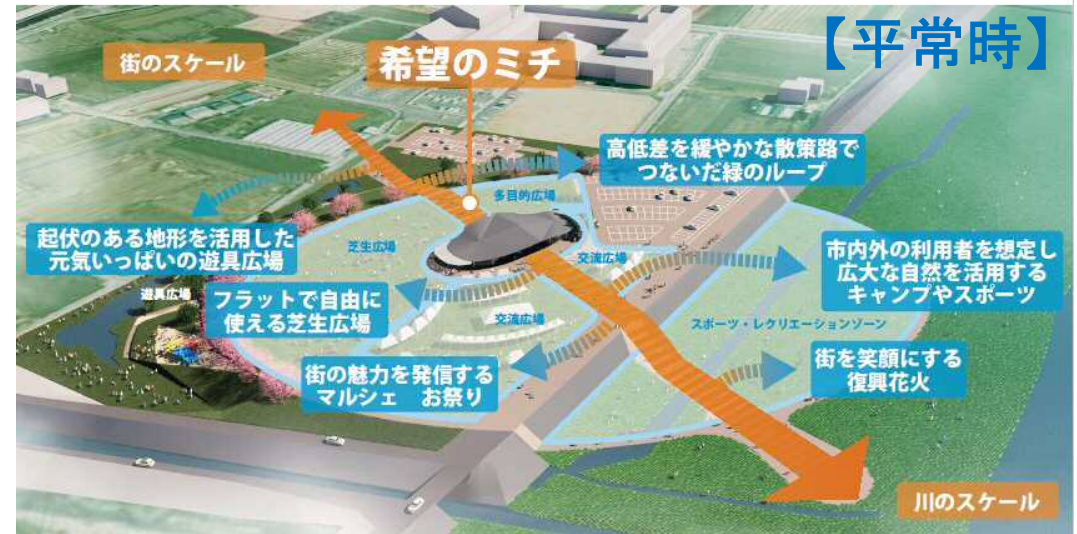 【平常時】
街のスケール
希望のミチ
高低差を緩やかな散策路で
つないだ緑のループ
多目的広場
起伏のある地形を活用した
元気いっぱいの遊具広場
芝生広場
交流広場
市内外の利用者を想定し
広大な自然を活用する
キャンプやスポーツ
遊具広場
フラットで自由に
使える芝生広場
交流広場
スポーツ・レクリエーションゾーン
街の魅力を発信する
マルシェ　お祭り
街を笑顔にする
復興花火
川のスケール